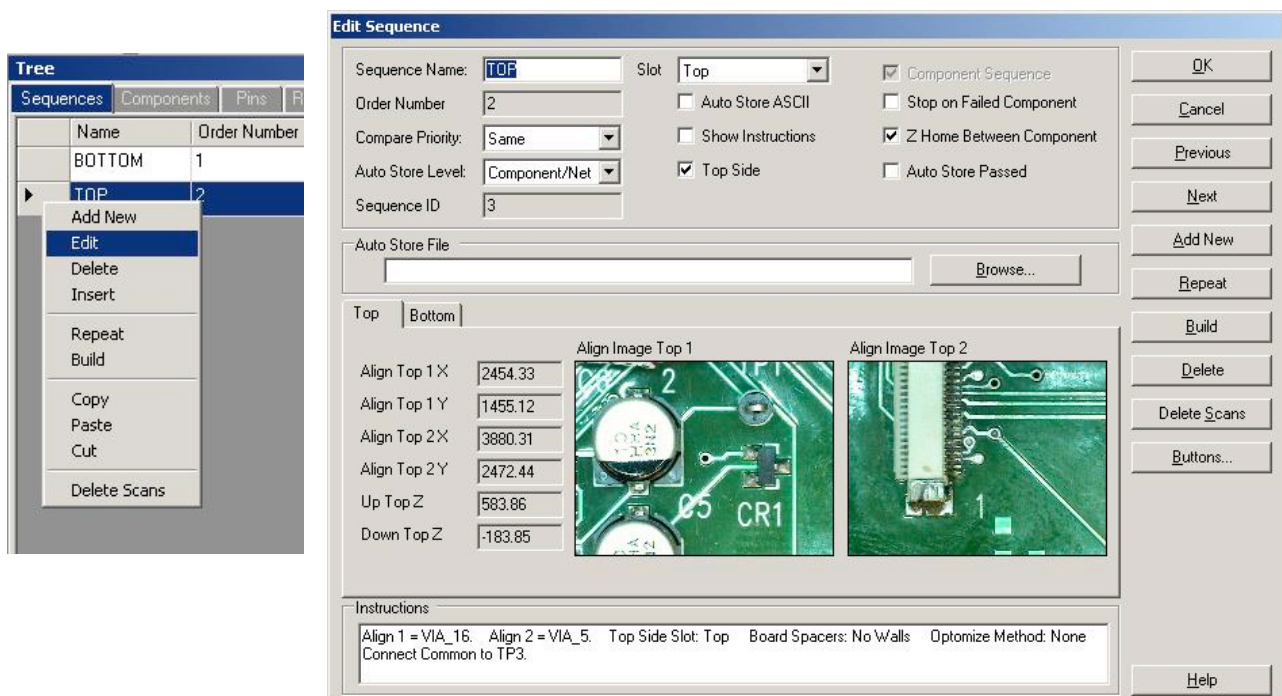 Tree
Sequences Components Pins R
Name Order Number
BOTTOM 1
TOP 2
Add New
Edit
Delete
Insert
Repeat
Build
Copy
Paste
Cut
Delete Scans
Edit Sequence
Sequence Name: TOP Slot Top Component Sequence
Order Number 2 Auto Store ASCII Stop on Failed Component
Compare Priority: Same Show Instructions Z Home Between Component
Auto Store Level: Component/Net Top Side Auto Store Passed
Sequence ID 3
Auto Store File
Browse...
Top Bottom
Align Image Top 1 Align Image Top 2
Align Top 1 X 2454.33
Align Top 1 Y 1455.12
Align Top 2 X 3880.31
Align Top 2 Y 2472.44
Up Top Z 583.86
Down Top Z -183.85
2
C5 CR1
1
Instructions
Align 1 = VIA_16. Align 2 = VIA_5. Top Side Slot: Top Board Spacers: No Walls Optomize Method: None
Connect Common to TP3.
OK
Cancel
Previous
Next
Add New
Repeat
Build
Delete
Delete Scans
Buttons...
Help